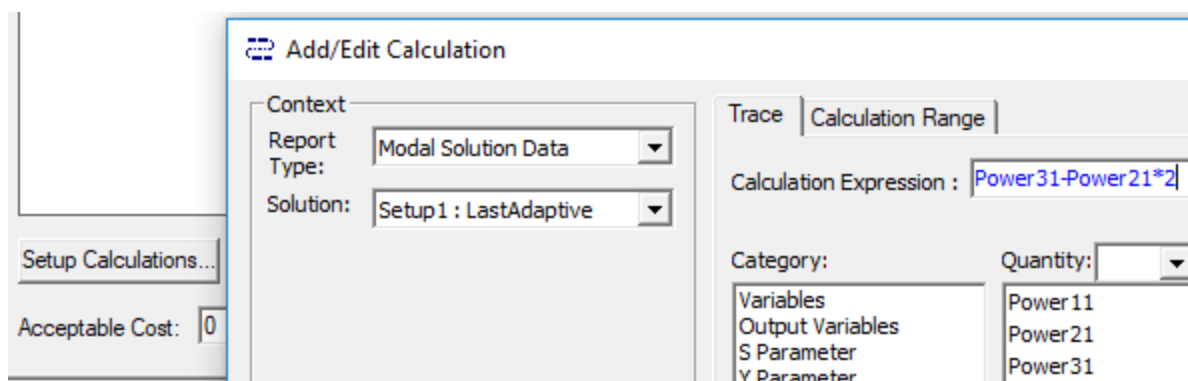 Add/Edit Calculation
Context
Report Type:
Modal Solution Data
Solution:
Setup1 : LastAdaptive
Trace
Calculation Range
Calculation Expression :
Power31-Power21*2
Setup Calculations...
Acceptable Cost:
0
Category:
Variables
Output Variables
S Parameter
Y Parameter
Quantity:
Power11
Power21
Power31